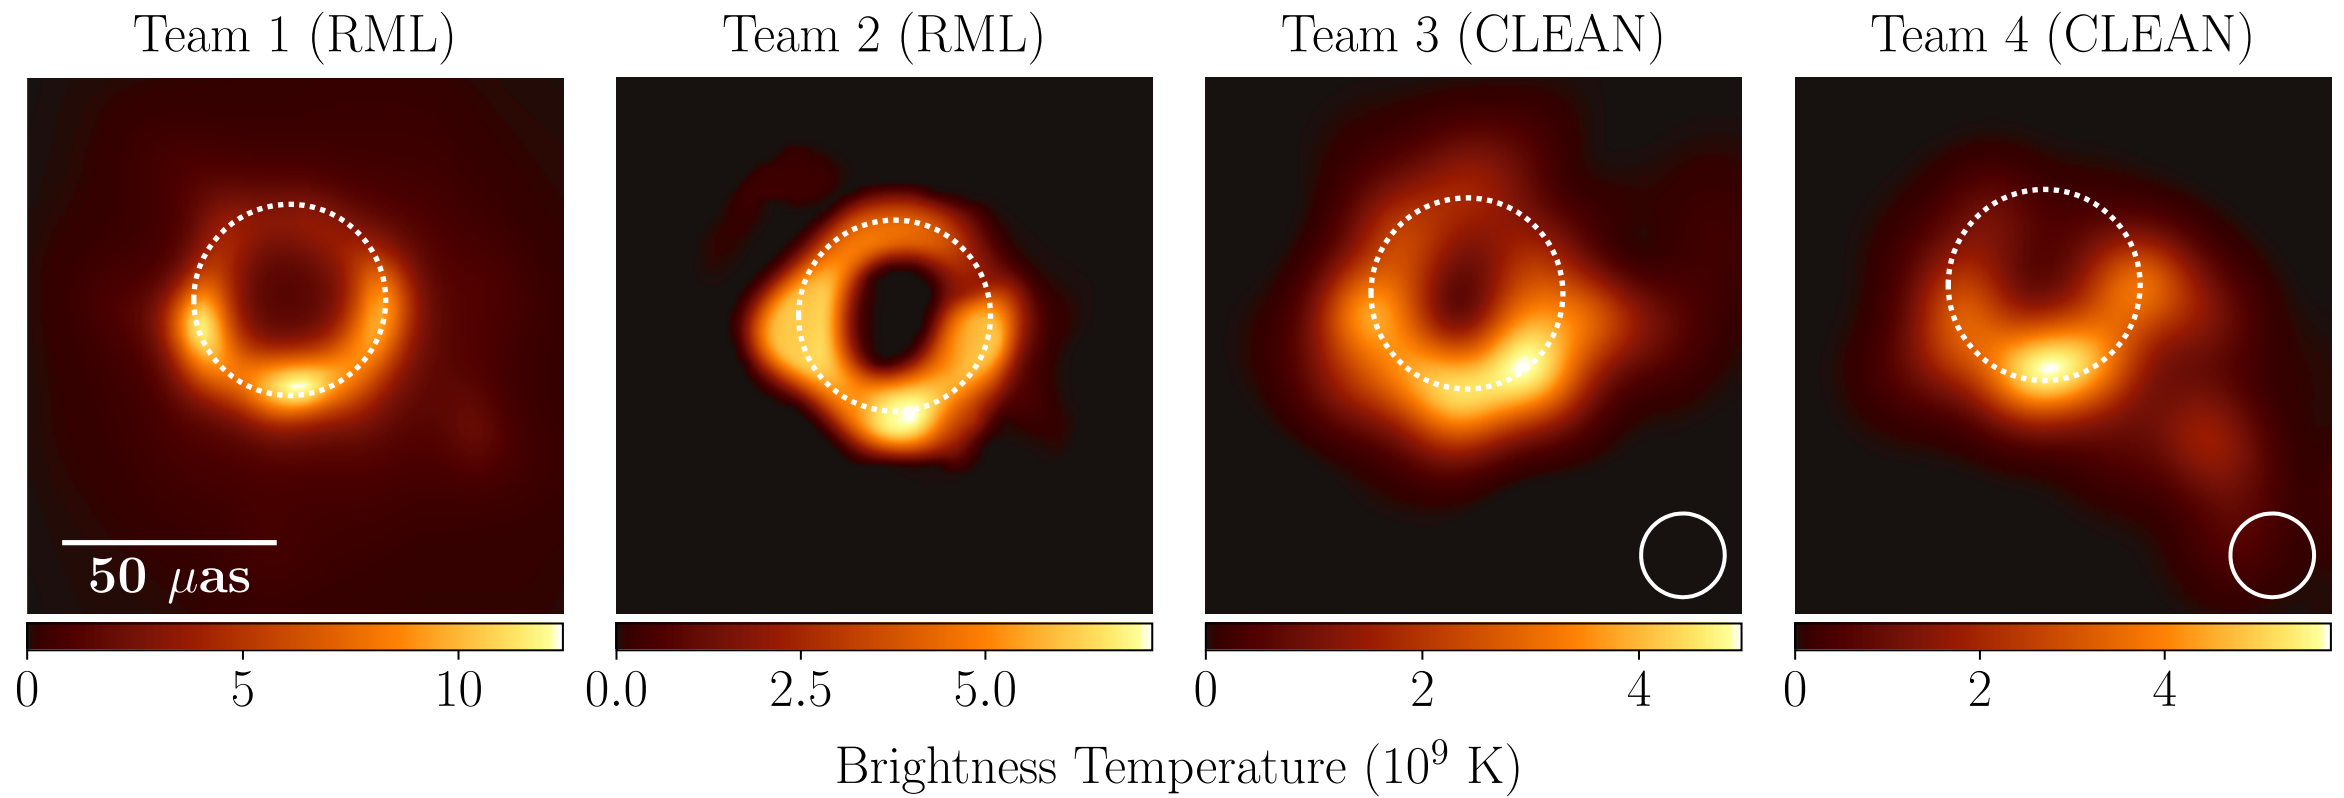 Team 1 (RML) Team 2 (RML) Team 3 (CLEAN) Team 4 (CLEAN)
50 μas
0 5 10 0.0 2.5 5.0 0 2 4 0 2 4
Brightness Temperature (10⁹ K)